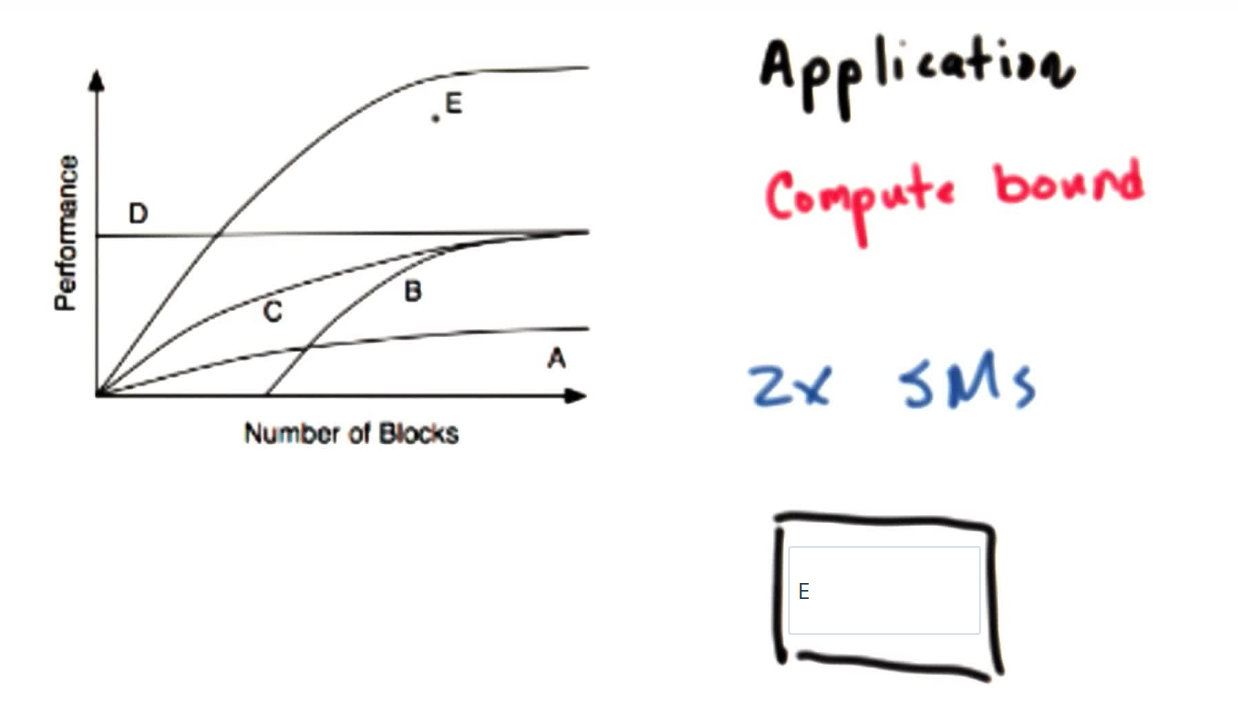 Application
E
Compute bound
D
Performance
B
C
A
2x SMs
Number of Blocks
E